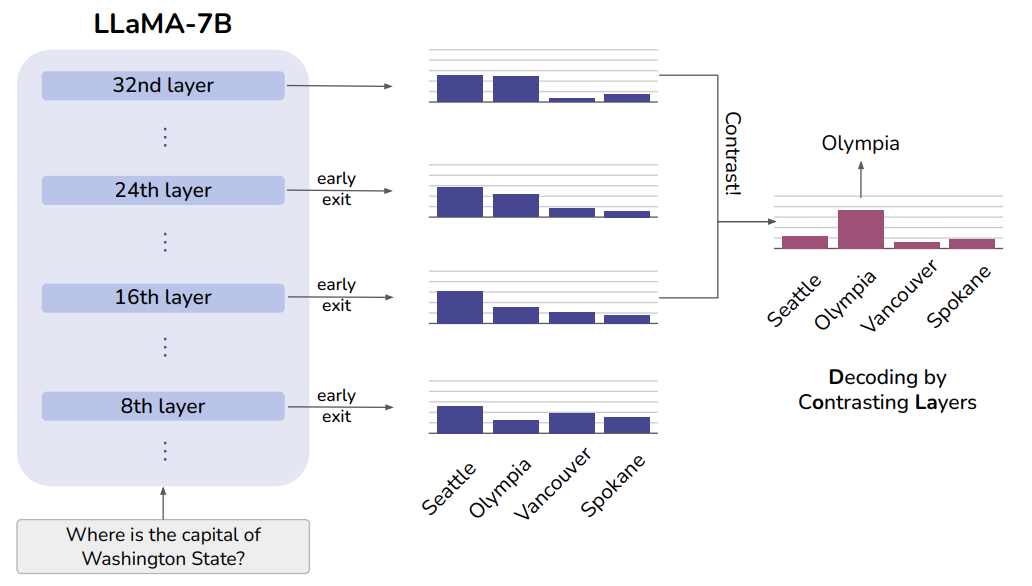 LLaMA-7B
32nd layer
24th layer
early
exit
16th layer
early
exit
8th layer
early
exit
Where is the capital of
Washington State?
Seattle
Olympia
Vancouver
Spokane
Contrast!
Olympia
Seattle
Olympia
Vancouver
Spokane
Decoding by
Contrasting Layers